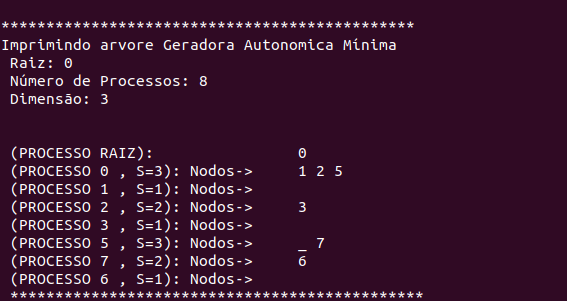 **********************************************
Imprimindo arvore Geradora Autonomica Mínima
Raiz: 0
Número de Processos: 8
Dimensão: 3
(PROCESSO RAIZ): 0
(PROCESSO 0 , S=3): Nodos-> 1 2 5
(PROCESSO 1 , S=1): Nodos->
(PROCESSO 2 , S=2): Nodos-> 3
(PROCESSO 3 , S=1): Nodos->
(PROCESSO 5 , S=3): Nodos-> _ 7
(PROCESSO 7 , S=2): Nodos-> 6
(PROCESSO 6 , S=1): Nodos->
**********************************************